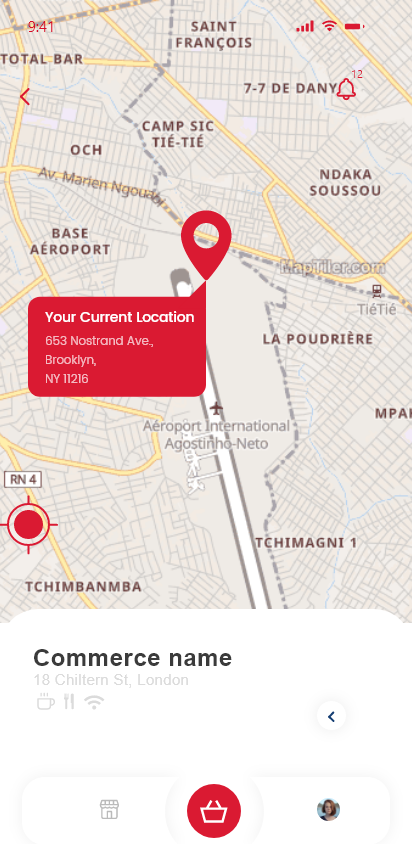 9:41
SAINT
FRANÇOIS
TOTAL BAR
12
7-7 DE DANY
CAMP SIC
TIÉ-TIÉ
OCH
NDAKA
SOUSSOU
Av. Marien Ngouabi
BASE
AÉROPORT
MapTiler.com
TiéTié
Your Current Location
653 Nostrand Ave.,
Brooklyn,
NY 11216
LA POUDRIÈRE
MPAK
Aéroport International
Agostinho-Neto
RN 4
TCHIMAGNI 1
TCHIMBANMBA
Commerce name
18 Chiltern St, London